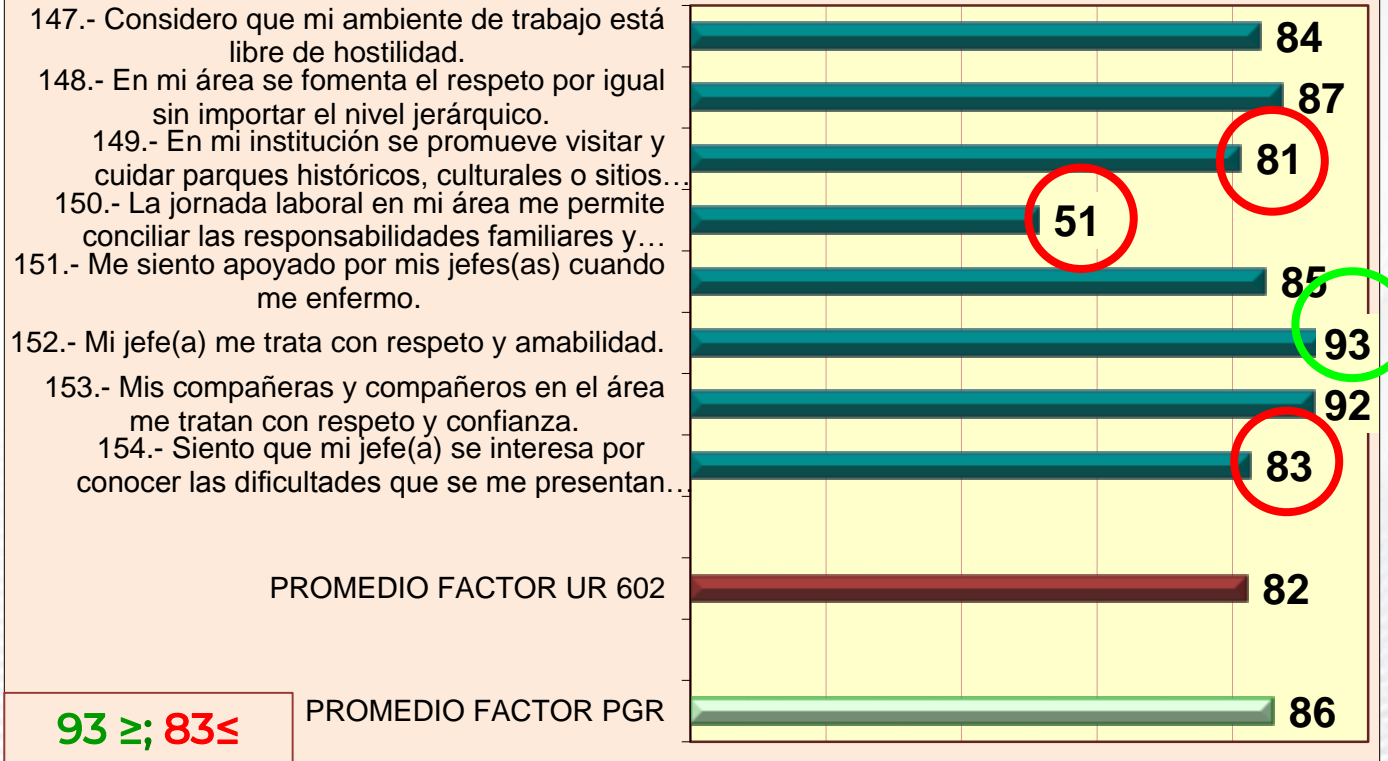 147.- Considero que mi ambiente de trabajo está
libre de hostilidad.
84
148.- En mi área se fomenta el respeto por igual
sin importar el nivel jerárquico.
87
149.- En mi institución se promueve visitar y
cuidar parques históricos, culturales o sitios…
81
150.- La jornada laboral en mi área me permite
conciliar las responsabilidades familiares y…
51
151.- Me siento apoyado por mis jefes(as) cuando
me enfermo.
85
152.- Mi jefe(a) me trata con respeto y amabilidad.
93
153.- Mis compañeras y compañeros en el área
me tratan con respeto y confianza.
92
154.- Siento que mi jefe(a) se interesa por
conocer las dificultades que se me presentan…
83
PROMEDIO FACTOR UR 602
82
PROMEDIO FACTOR PGR
86
93 ≥; 83≤